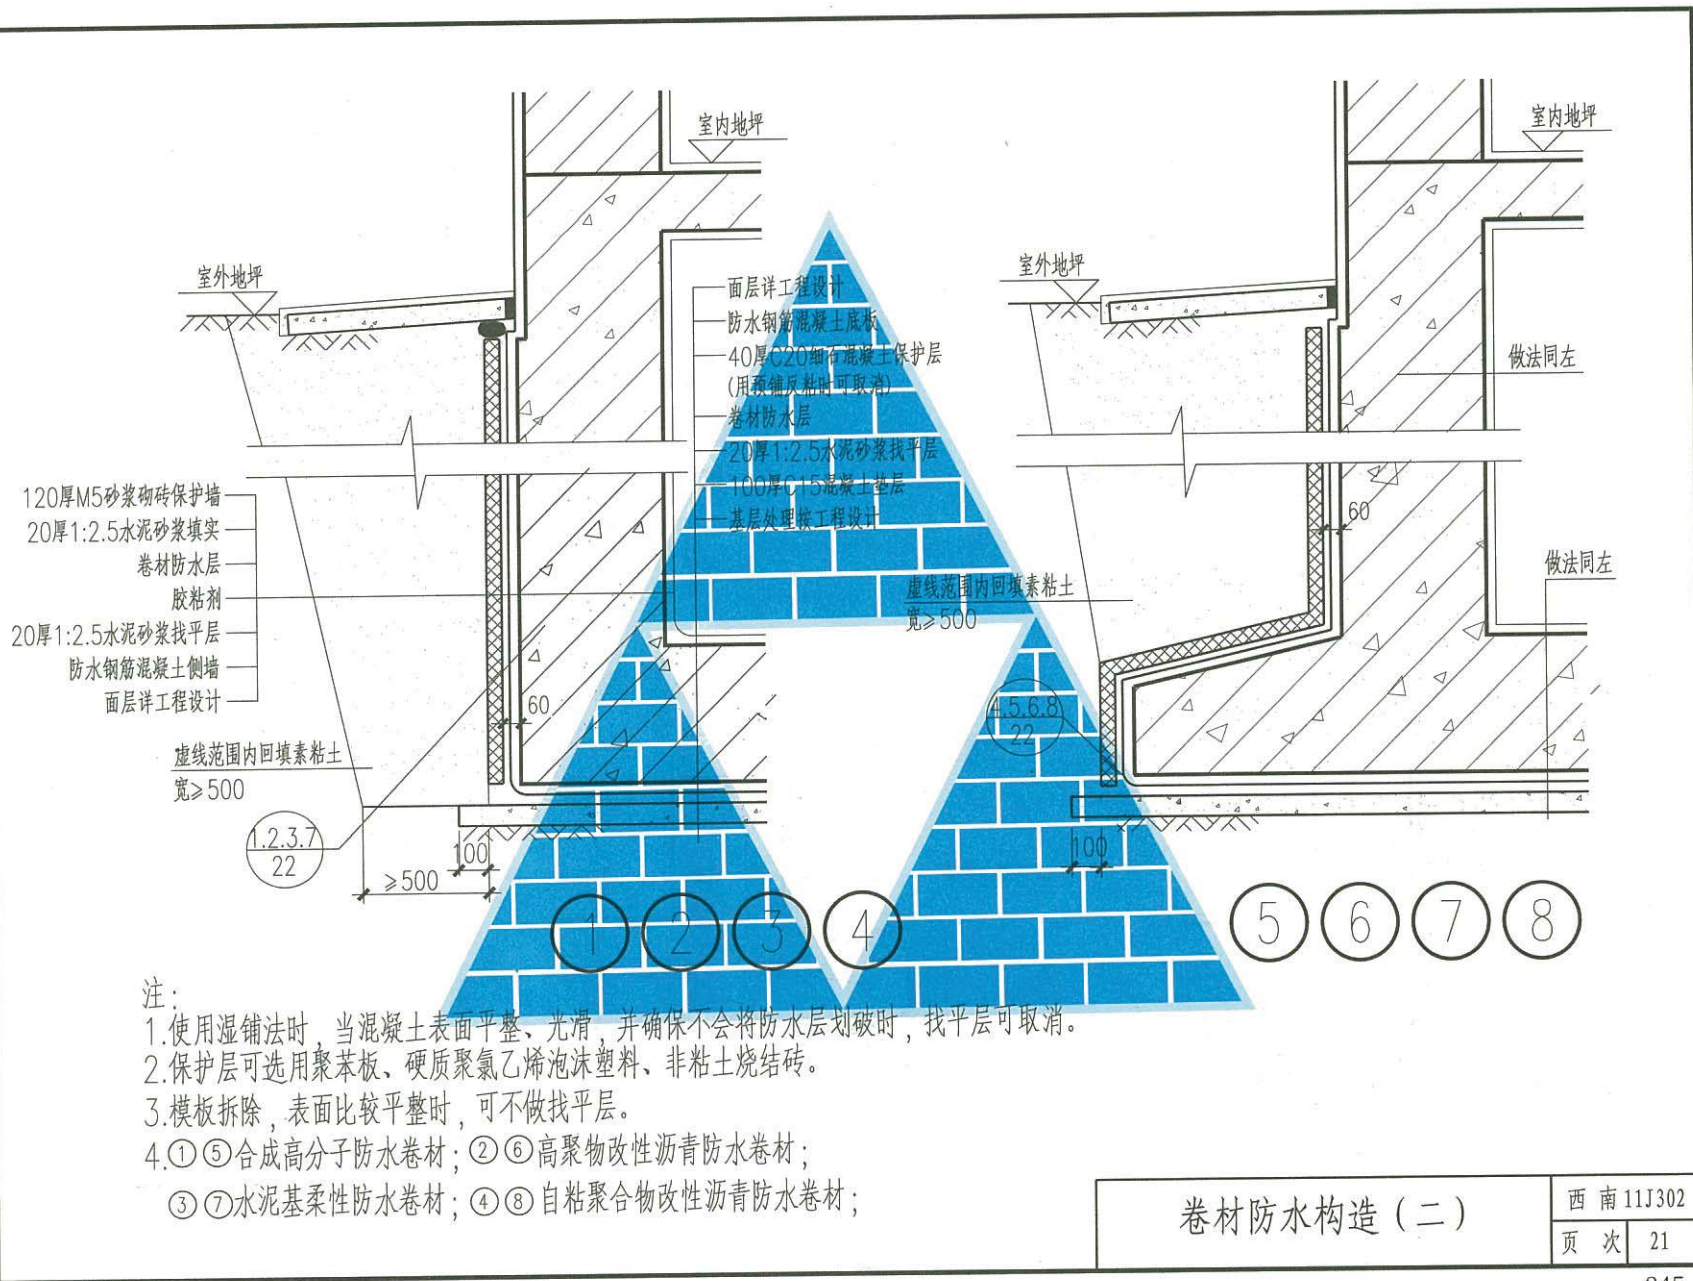 室内地坪
室内地坪
室外地坪
室外地坪
面层详工程设计
防水钢筋混凝土底板
40厚C20细石混凝土保护层
(用预铺反粘时可取消)
卷材防水层
20厚1:2.5水泥砂浆找平层
100厚C15混凝土垫层
基层处理按工程设计
做法同左
120厚M5砂浆砌砖保护墙
20厚1:2.5水泥砂浆填实
卷材防水层
胶粘剂
20厚1:2.5水泥砂浆找平层
防水钢筋混凝土侧墙
面层详工程设计
60
做法同左
虚线范围内回填素粘土
宽≥500
60
4.5.6.8
22
虚线范围内回填素粘土
宽≥500
1.2.3.7
22
100
≥500
100
1 2 3 4
5 6 7 8
注:
1.使用湿铺法时,当混凝土表面平整、光滑,并确保不会将防水层划破时,找平层可取消。
2.保护层可选用聚苯板、硬质聚氯乙烯泡沫塑料、非粘土烧结砖。
3.模板拆除,表面比较平整时,可不做找平层。
4.①⑤合成高分子防水卷材;②⑥高聚物改性沥青防水卷材;
③⑦水泥基柔性防水卷材;④⑧自粘聚合物改性沥青防水卷材;
卷材防水构造(二)
西南11J302
页次 21